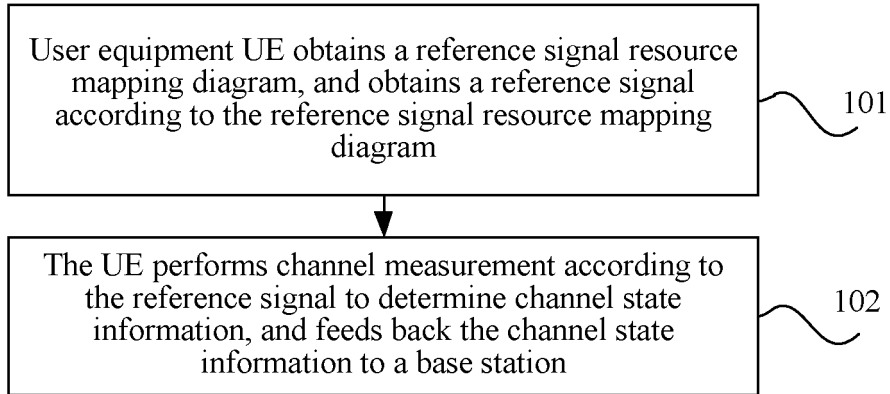 User equipment UE obtains a reference signal resource
mapping diagram, and obtains a reference signal
according to the reference signal resource mapping
diagram
101
The UE performs channel measurement according to
the reference signal to determine channel state
information, and feeds back the channel state
information to a base station
102